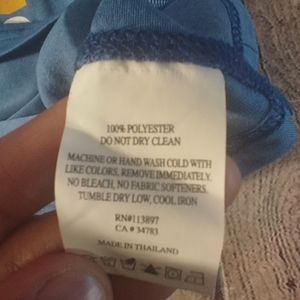 100% POLYESTER
DO NOT DRY CLEAN
MACHINE OR HAND WASH COLD WITH
LIKE COLORS, REMOVE IMMEDIATELY.
NO BLEACH, NO FABRIC SOFTENERS.
TUMBLE DRY LOW, COOL IRON
RN#113897
CA # 34783
MADE IN THAILAND